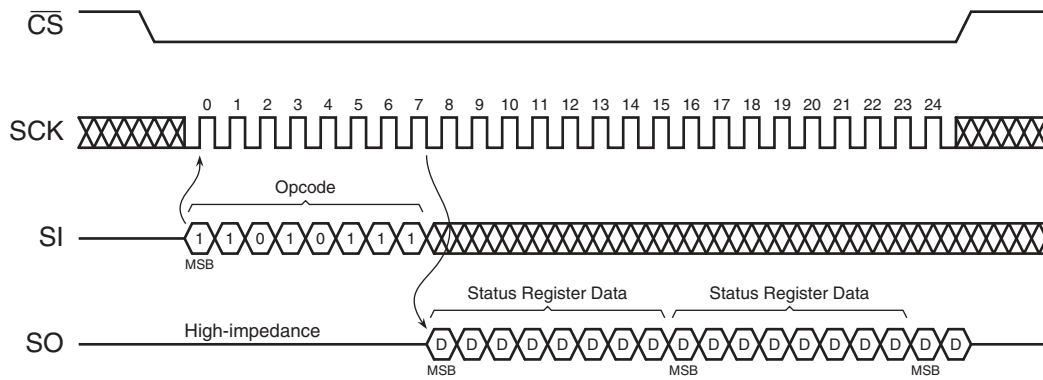 CS
0 1 2 3 4 5 6 7 8 9 10 11 12 13 14 15 16 17 18 19 20 21 22 23 24
SCK
Opcode
SI 1 1 0 1 0 1 1 1
MSB
Status Register Data Status Register Data
High-impedance
SO D D D D D D D D D D D D D D D D D D
MSB MSB MSB